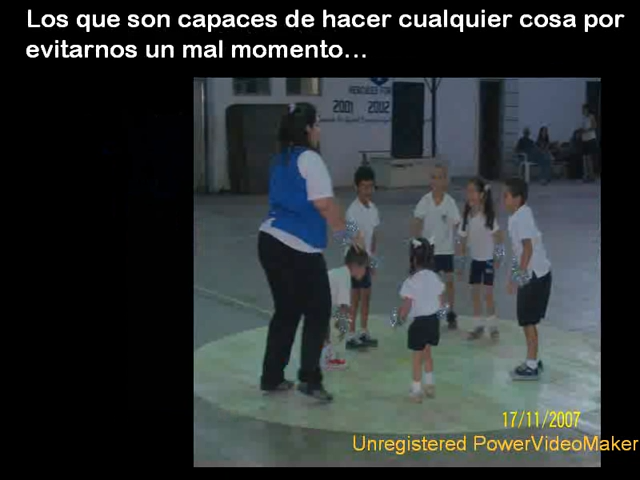 Los que son capaces de hacer cualquier cosa por
evitarnos un mal momento...
2001 2002
17/11/2007
Unregistered PowerVideoMaker